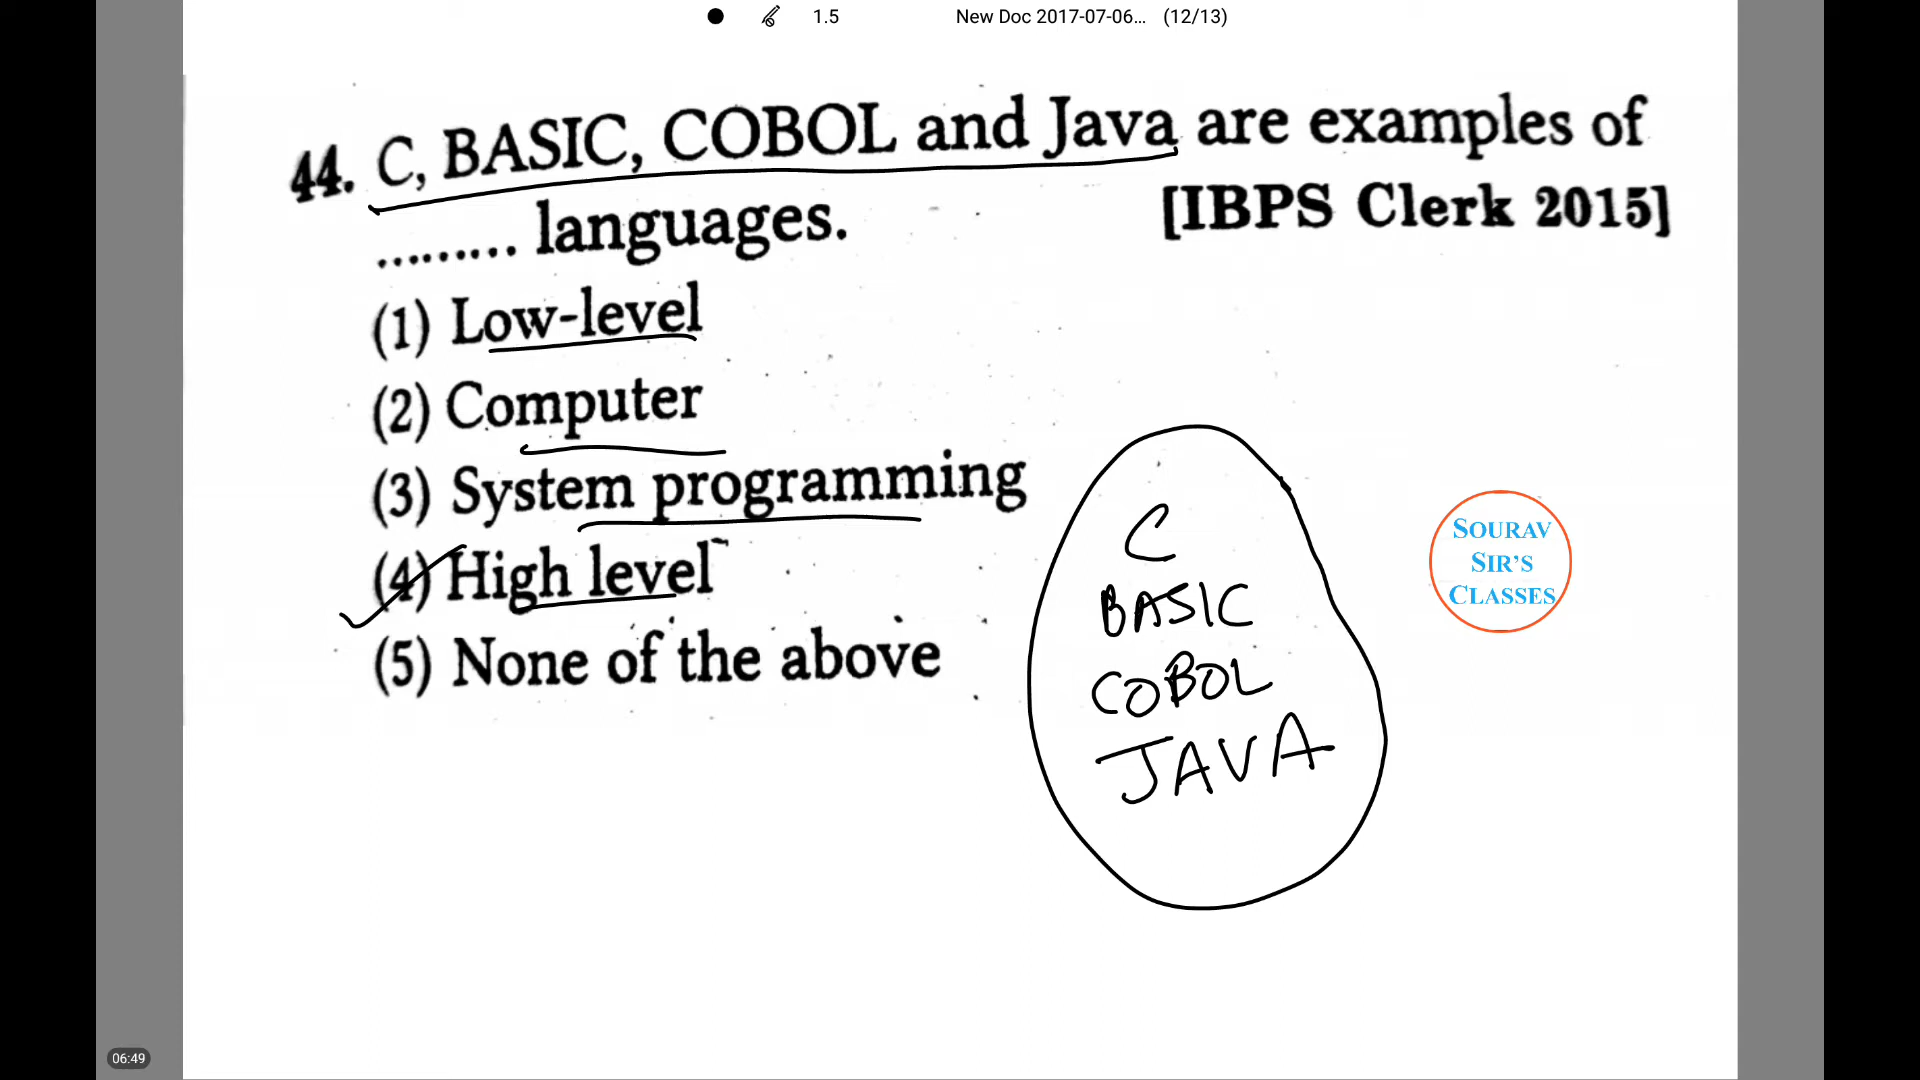 1.5 New Doc 2017-07-06... (12/13)
44. C, BASIC, COBOL and Java are examples of
......... languages. [IBPS Clerk 2015]
(1) Low-level
(2) Computer
(3) System programming
(4) High level
(5) None of the above
C
BASIC
COBOL
JAVA
SOURAV
SIR'S
CLASSES
06:49